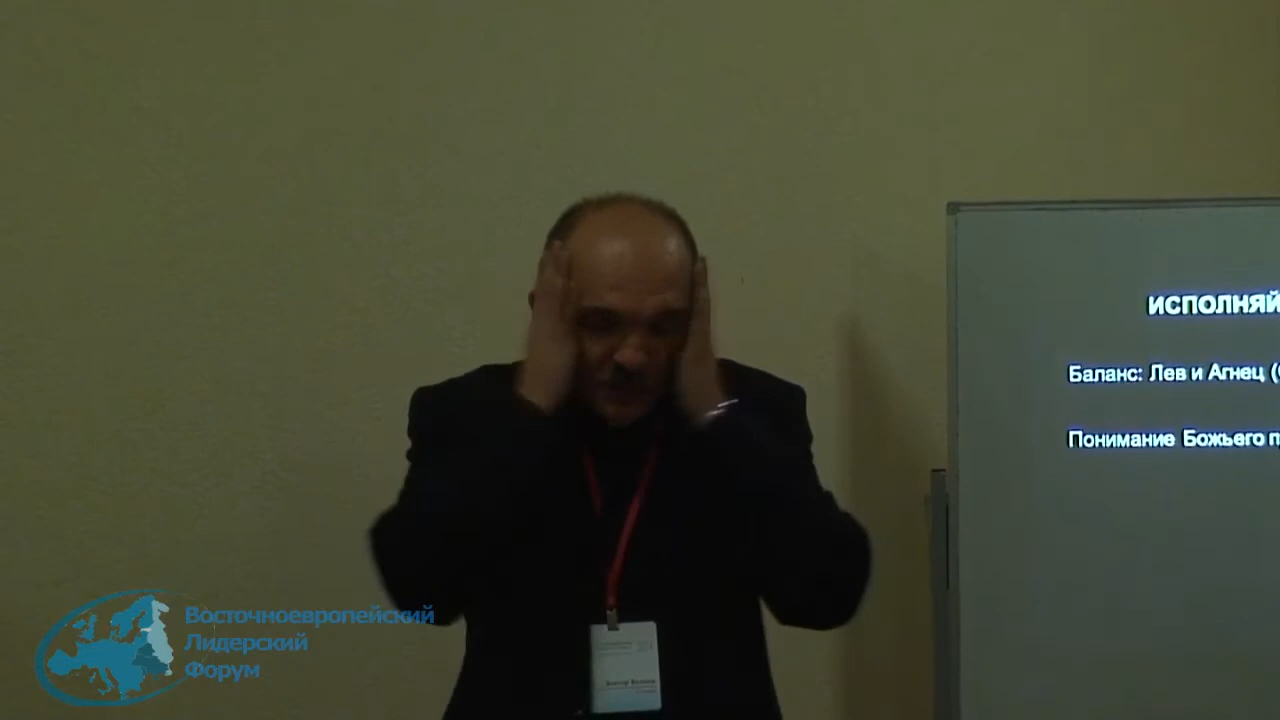 ИСПОЛНЯЙ
Баланс: Лев и Агнец (
Понимание Божьего п
Восточноевропейский
Лидерский
Форум